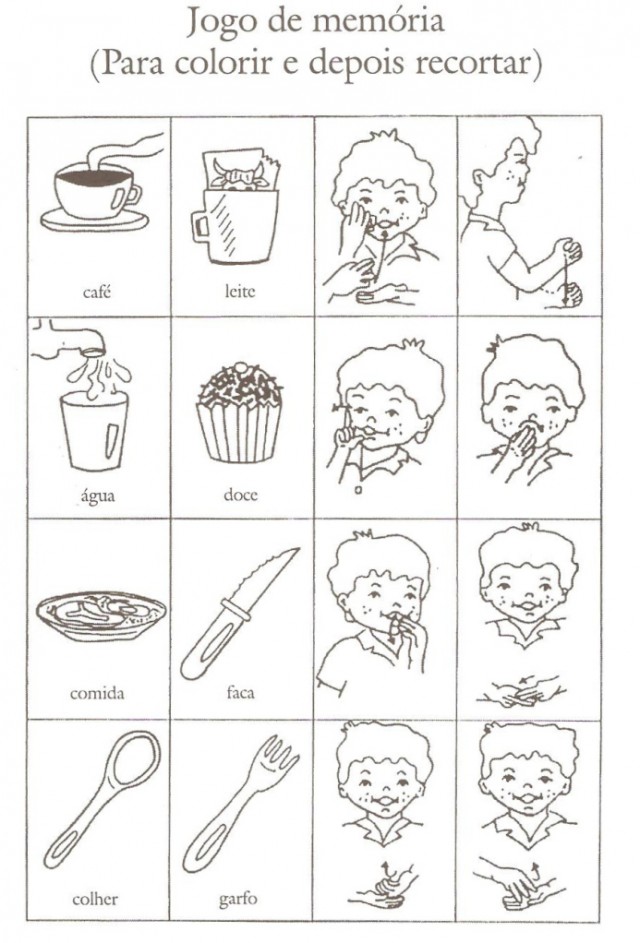 Jogo de memória
(Para colorir e depois recortar)
café
leite
água
doce
comida
faca
colher
garfo